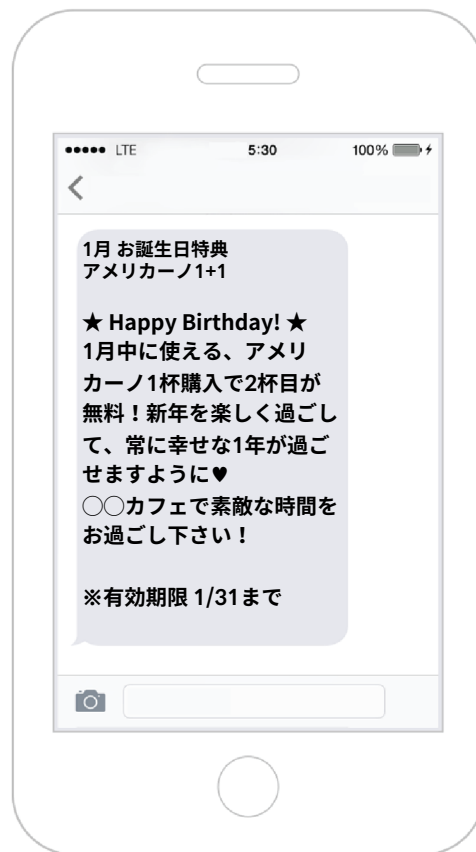 ●●●●● LTE 5:30 100%
1月 お誕生日特典
アメリカーノ1+1
★ Happy Birthday! ★
1月中に使える、アメリ
カーノ1杯購入で2杯目が
無料！新年を楽しく過ごし
て、常に幸せな1年が過ご
せますように♥
◯◯カフェで素敵な時間を
お過ごし下さい！
※有効期限 1/31まで